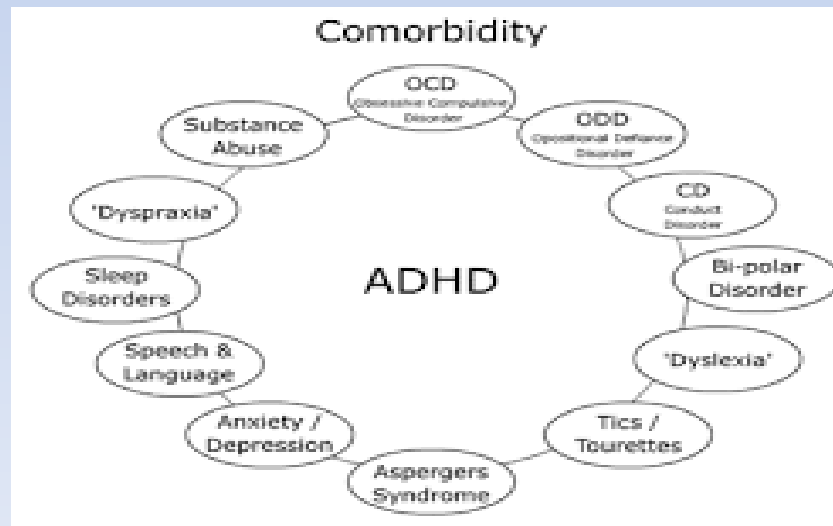 Comorbidity
OCD
Obsessive Compulsive
Disorder
ODD
Opositional Defiance
Disorder
CD
Conduct
Disorder
Bi-polar
Disorder
'Dyslexia'
Tics /
Tourettes
Aspergers
Syndrome
Anxiety /
Depression
Speech &
Language
Sleep
Disorders
'Dyspraxia'
Substance
Abuse
ADHD